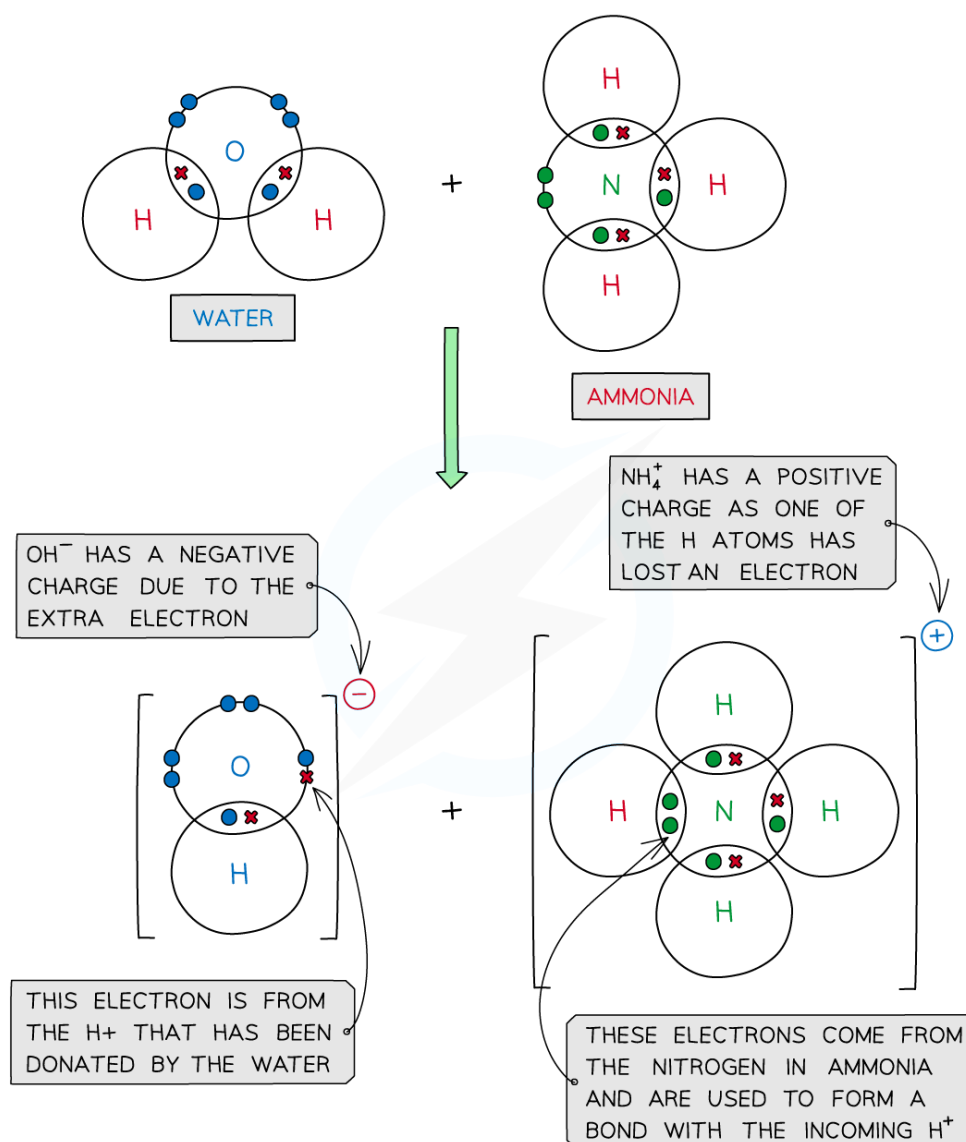 H
O
N
H
H
H
+
H
WATER
AMMONIA
NH₄⁺ HAS A POSITIVE
CHARGE AS ONE OF
THE H ATOMS HAS
LOST AN ELECTRON
OH⁻ HAS A NEGATIVE
CHARGE DUE TO THE
EXTRA ELECTRON
+
−
H
O
H
N
H
+
H
H
THIS ELECTRON IS FROM
THE H+ THAT HAS BEEN
DONATED BY THE WATER
THESE ELECTRONS COME FROM
THE NITROGEN IN AMMONIA
AND ARE USED TO FORM A
BOND WITH THE INCOMING H⁺